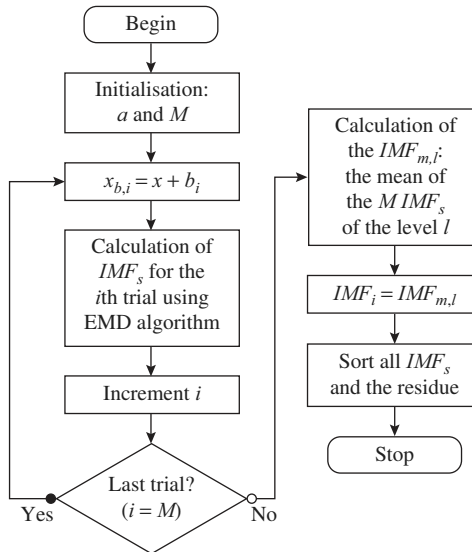 Begin
Initialisation:
a and M
x_{b,i} = x + b_i
Calculation of
IMF_s for the
ith trial using
EMD algorithm
Increment i
Last trial?
(i = M)
Yes
No
Calculation of
the IMF_{m,l}:
the mean of
the M IMF_s
of the level l
IMF_i = IMF_{m,l}
Sort all IMF_s
and the residue
Stop